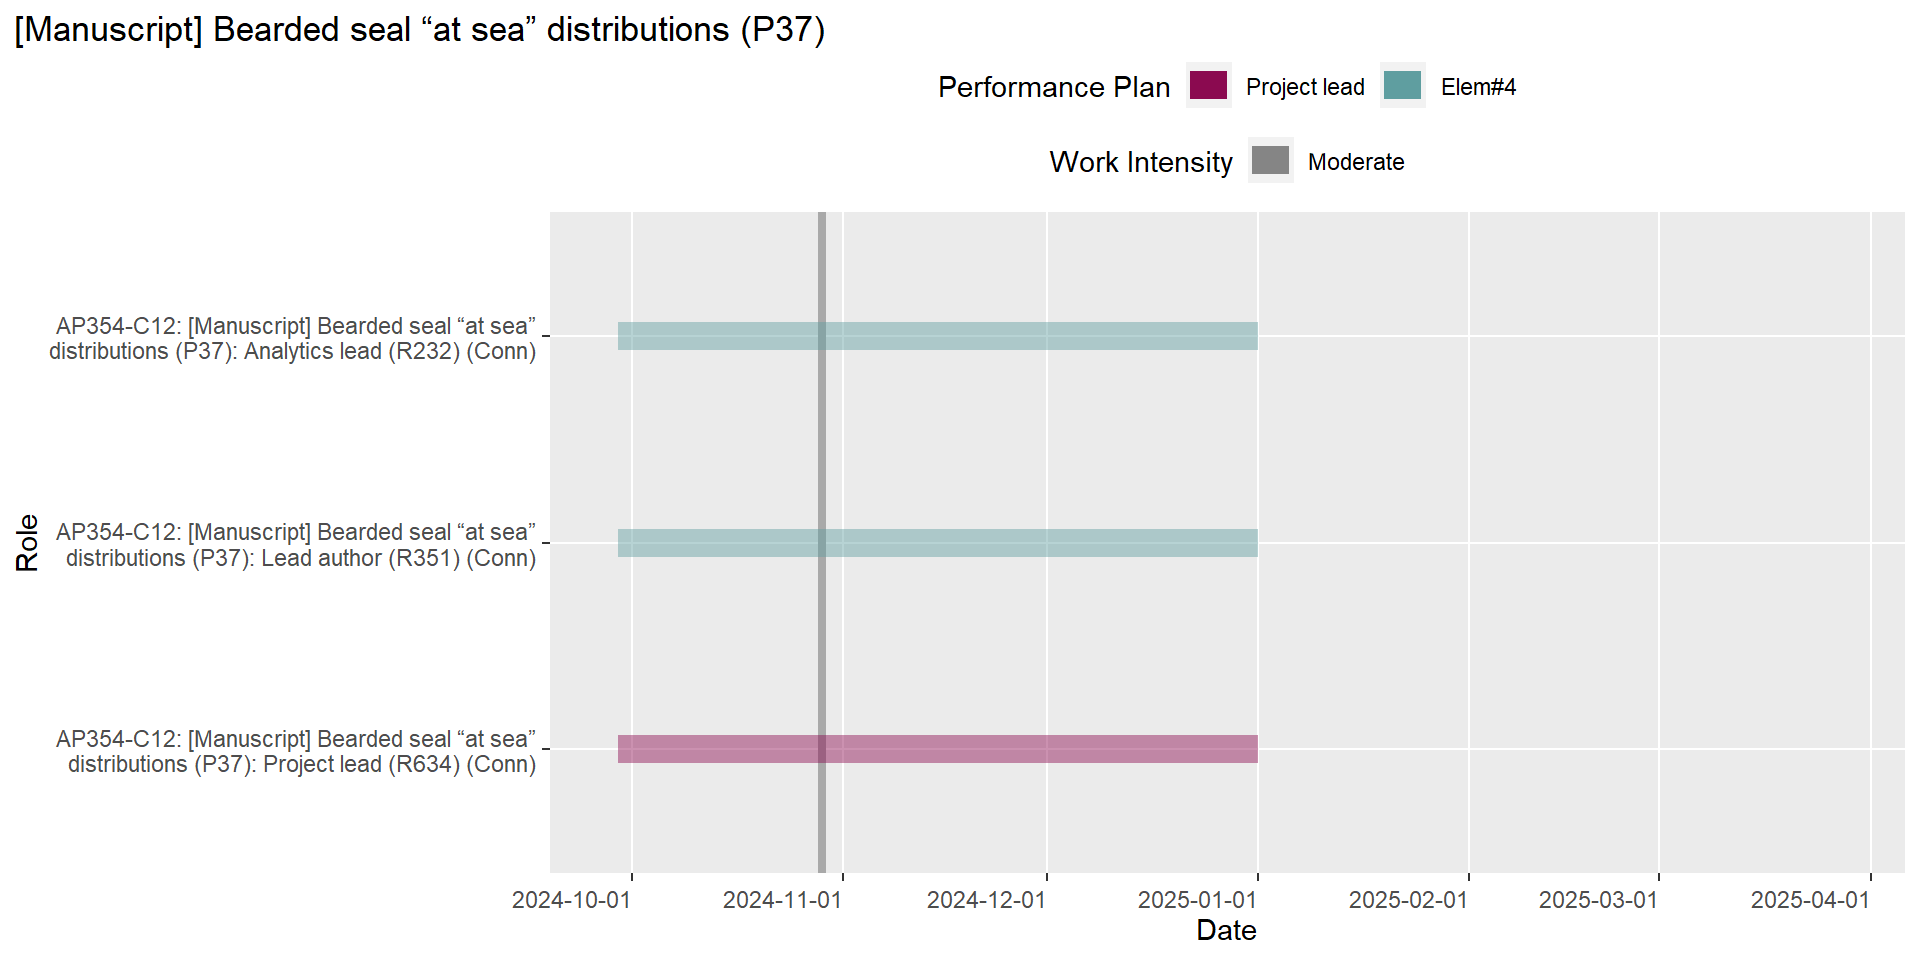 [Manuscript] Bearded seal “at sea” distributions (P37)
Performance Plan Project lead Elem#4
Work Intensity Moderate
AP354-C12: [Manuscript] Bearded seal “at sea”
distributions (P37): Analytics lead (R232) (Conn)
Role
AP354-C12: [Manuscript] Bearded seal “at sea”
distributions (P37): Lead author (R351) (Conn)
AP354-C12: [Manuscript] Bearded seal “at sea”
distributions (P37): Project lead (R634) (Conn)
2024-10-01 2024-11-01 2024-12-01 2025-01-01 2025-02-01 2025-03-01 2025-04-01
Date